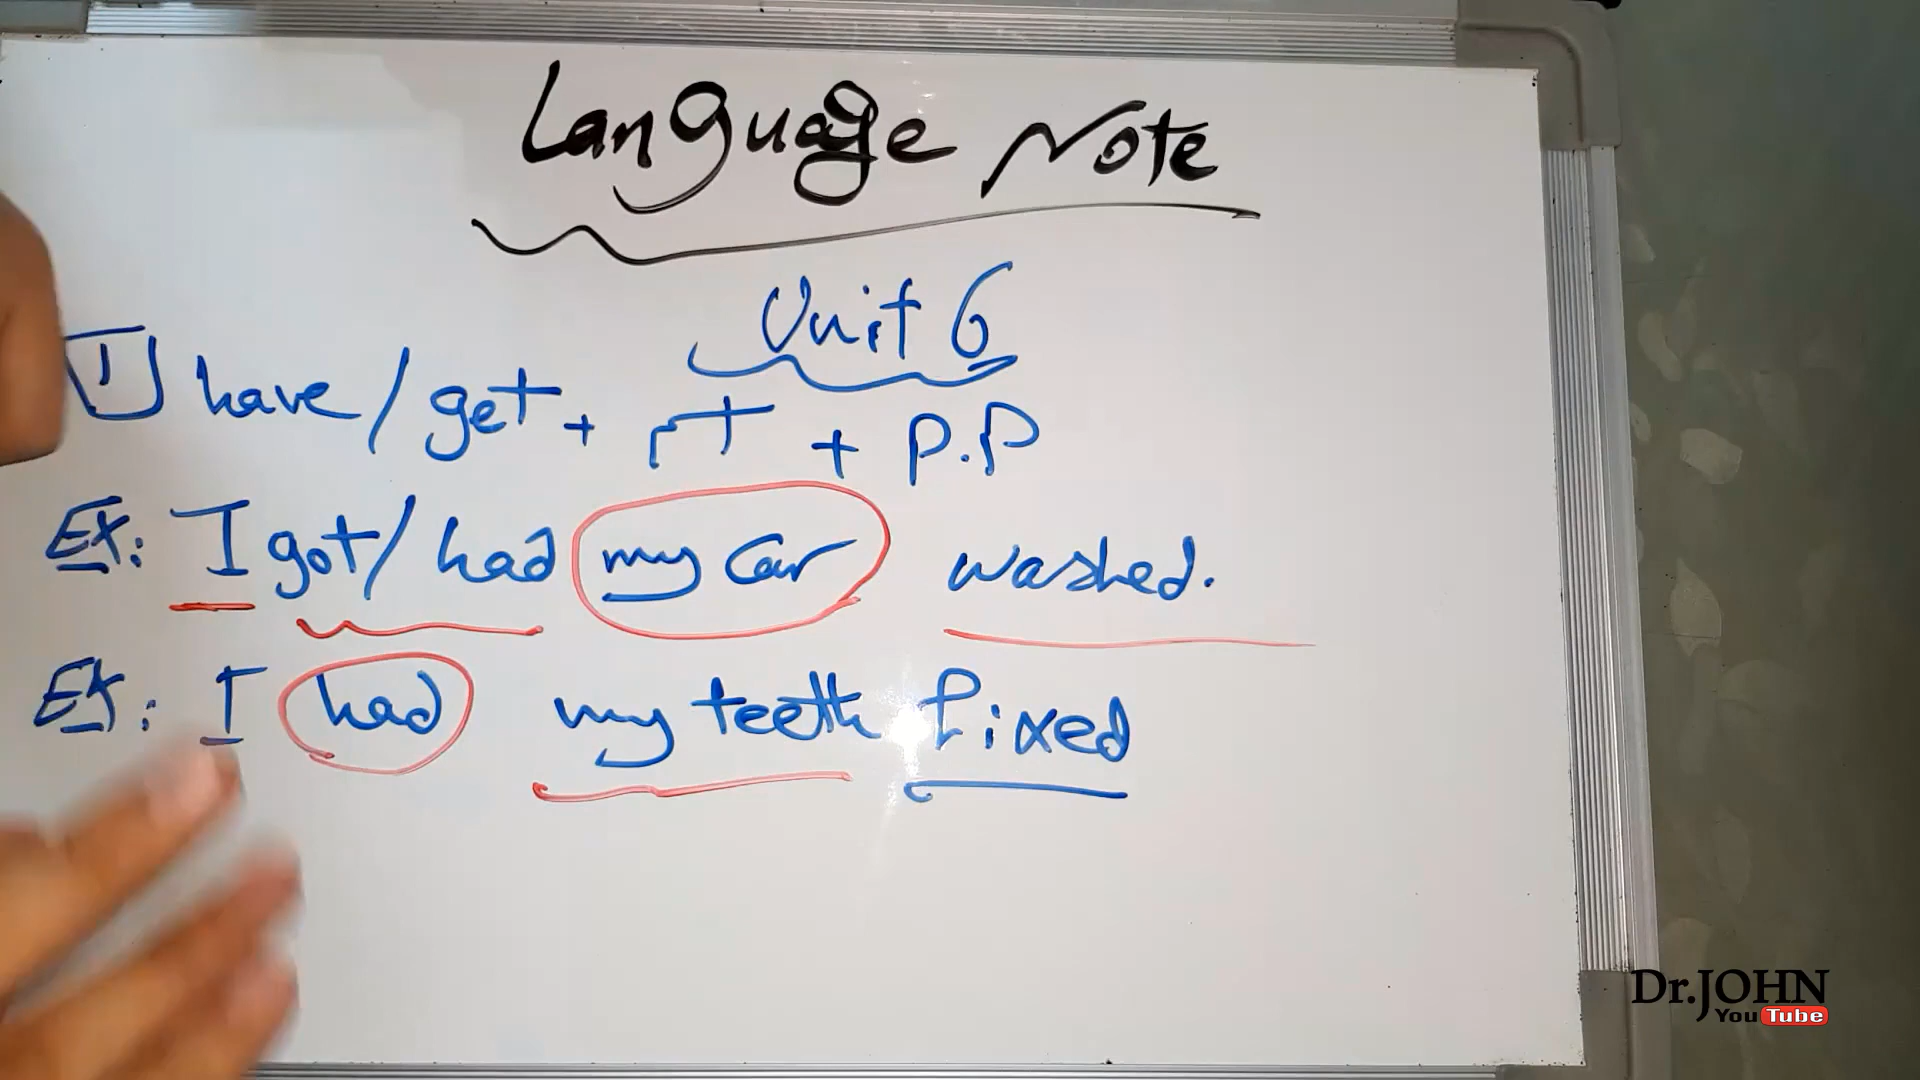 Language Note
Unit 6
1 have/get + + P.P
Ex: I got/had my car washed.
Ex: I had my teeth fixed
Dr.JOHN
YouTube